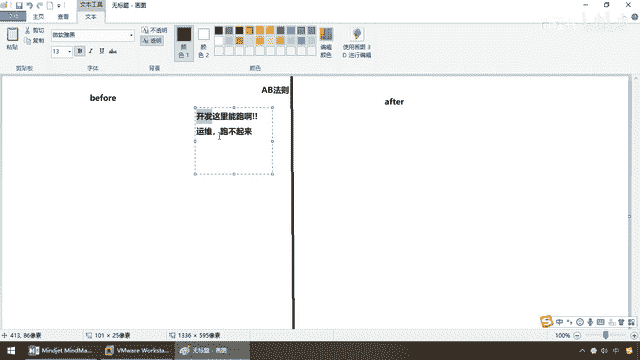 文本工具
无标题 - 画图
文件
主页
查看
文本
粘贴
剪切
复制
剪贴板
微软雅黑
13
B
I
U
abc
字体
不透明
透明
背景
颜色 1
颜色 2
颜色
编辑颜色
使用画图 3D 进行编辑
AB法则
before
after
开发这里能跑啊!!
运维，跑不起来
413, 86像素
101 × 25像素
1336 × 595像素
100%
中
Mindjet MindMa...
VMware Worksta...
无标题 - 画图
中